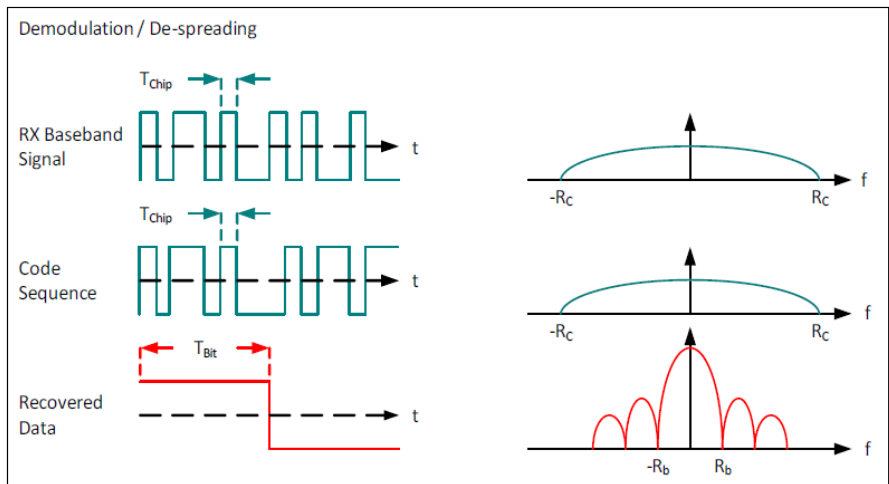 Demodulation / De-spreading
TChip
RX Baseband
Signal
t
-RC
RC
f
TChip
Code
Sequence
t
-RC
RC
f
TBit
Recovered
Data
t
-Rb
Rb
f